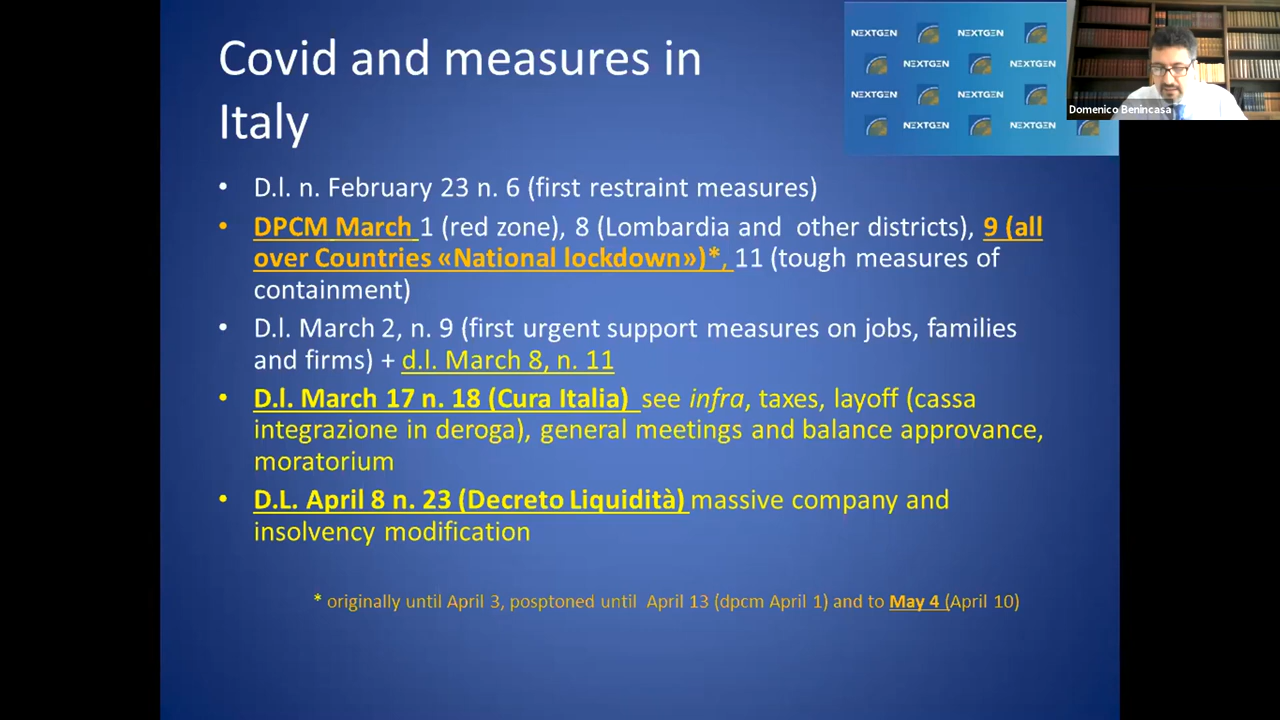 Covid and measures in
Italy
NEXTGEN NEXTGEN
NEXTGEN NEXTGEN
NEXTGEN NEXTGEN
NEXTGEN NEXTGEN
Domenico Benincasa
• D.l. n. February 23 n. 6 (first restraint measures)
• DPCM March 1 (red zone), 8 (Lombardia and other districts), 9 (all
over Countries «National lockdown»)*, 11 (tough measures of
containment)
• D.l. March 2, n. 9 (first urgent support measures on jobs, families
and firms) + d.l. March 8, n. 11
• D.l. March 17 n. 18 (Cura Italia) see infra, taxes, layoff (cassa
integrazione in deroga), general meetings and balance approvance,
moratorium
• D.L. April 8 n. 23 (Decreto Liquidità) massive company and
insolvency modification
* originally until April 3, posptoned until April 13 (dpcm April 1) and to May 4 (April 10)